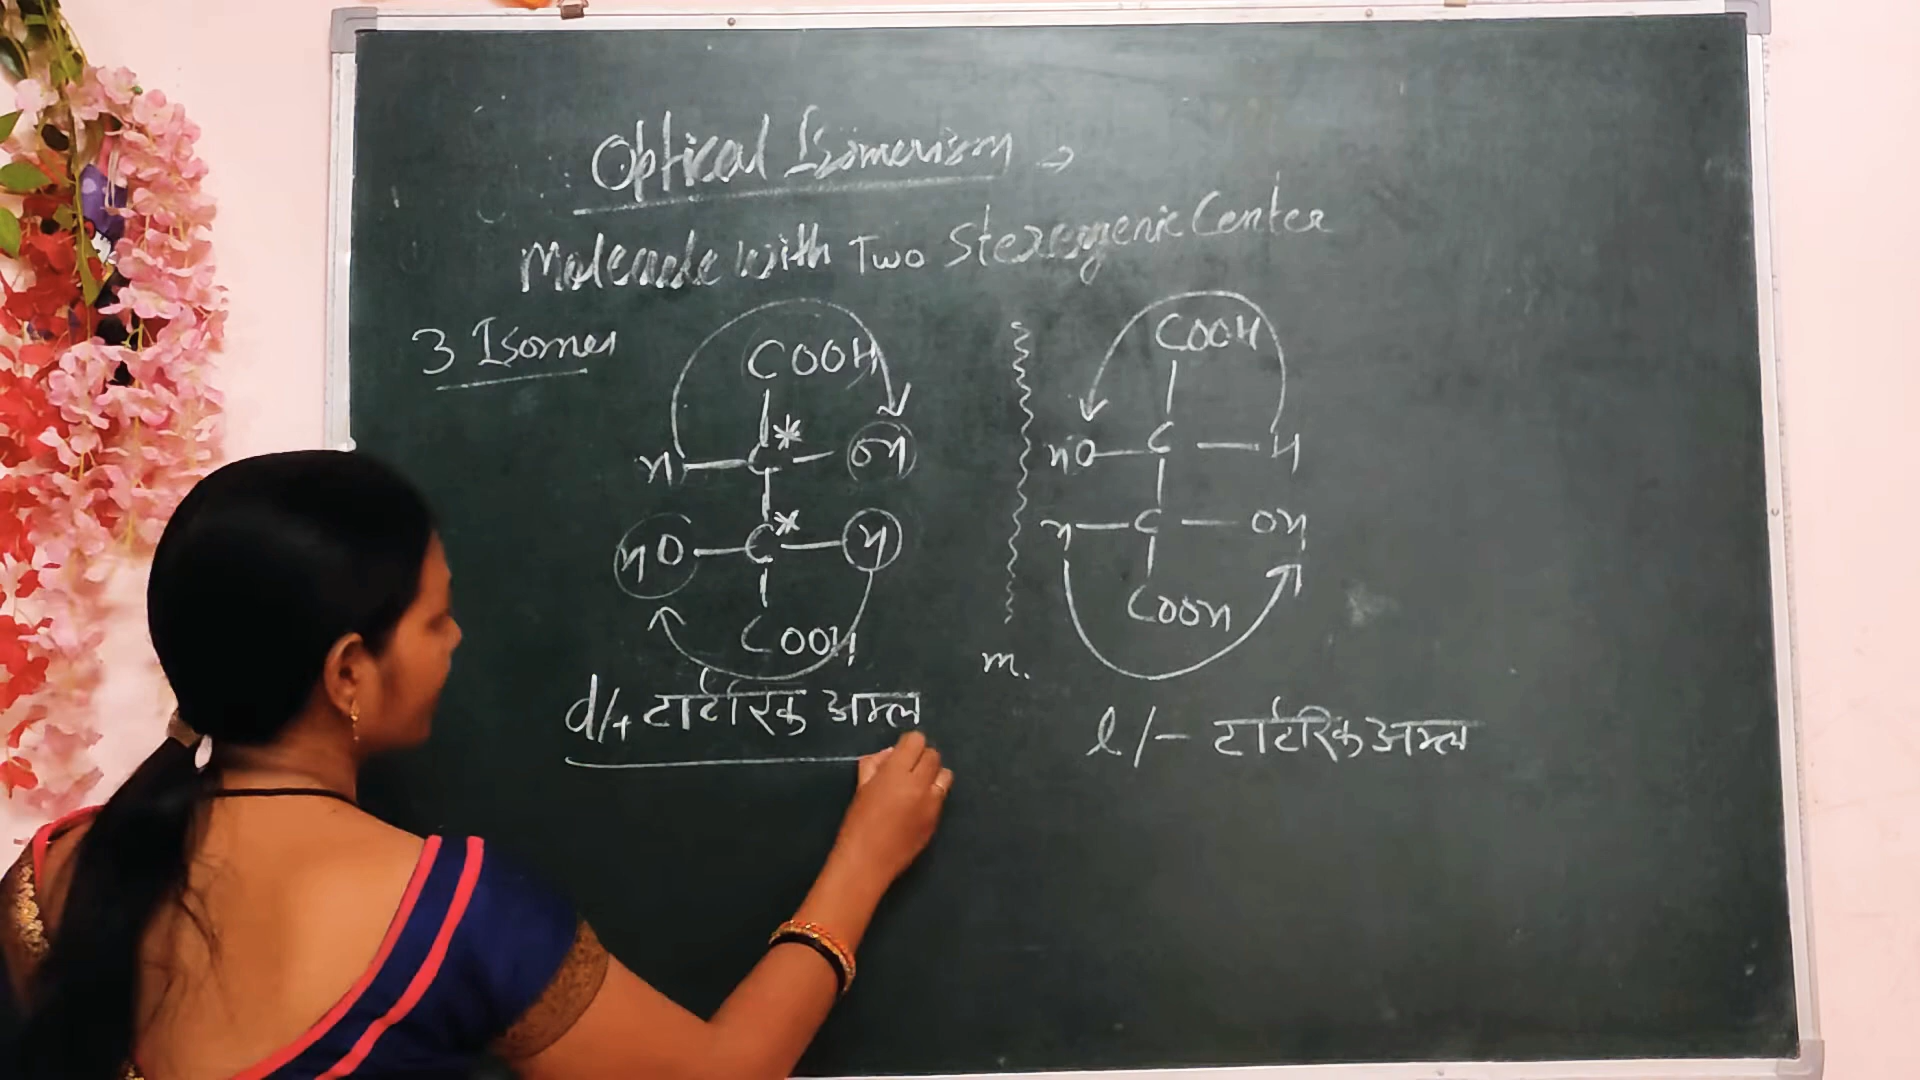 Optical Isomerism →
Molecule with Two Stereogenic Center
3 Isomer
COOH COOH
H — C* — OH HO — C — H
HO — C* — H H — C — OH
COOH COOH
m.
d/+ टार्टरिक अम्ल
l/- टार्टरिक अम्ल